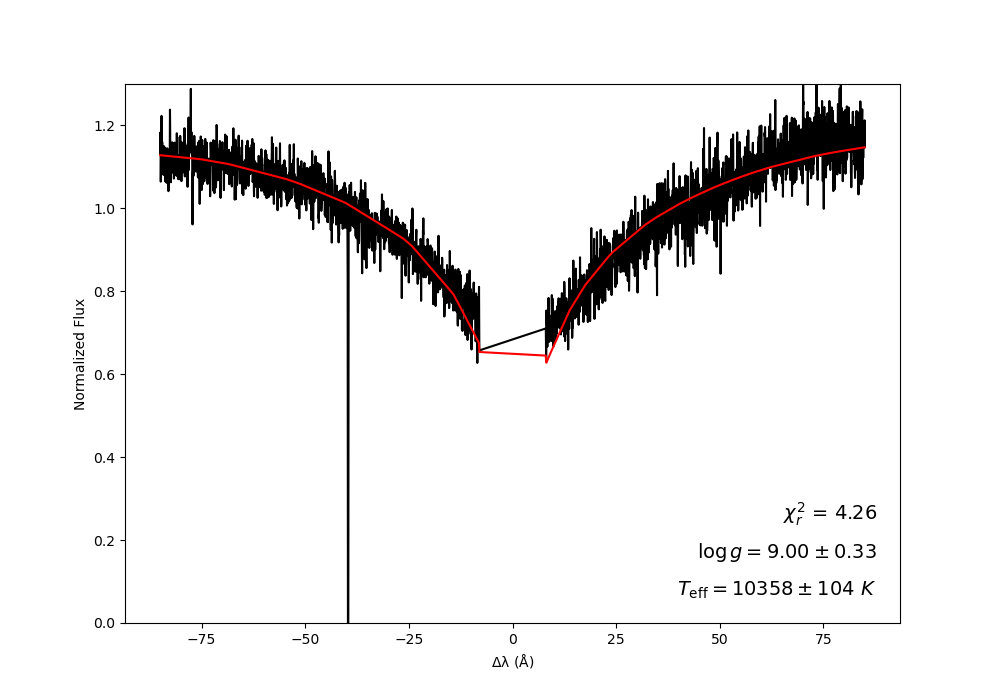 1.2
1.0
0.8
0.6
0.4
0.2
0.0
Normalized Flux
χ²ᵣ = 4.26
log g = 9.00 ± 0.33
T_eff = 10358 ± 104 K
−75
−50
−25
0
25
50
75
Δλ (Å)